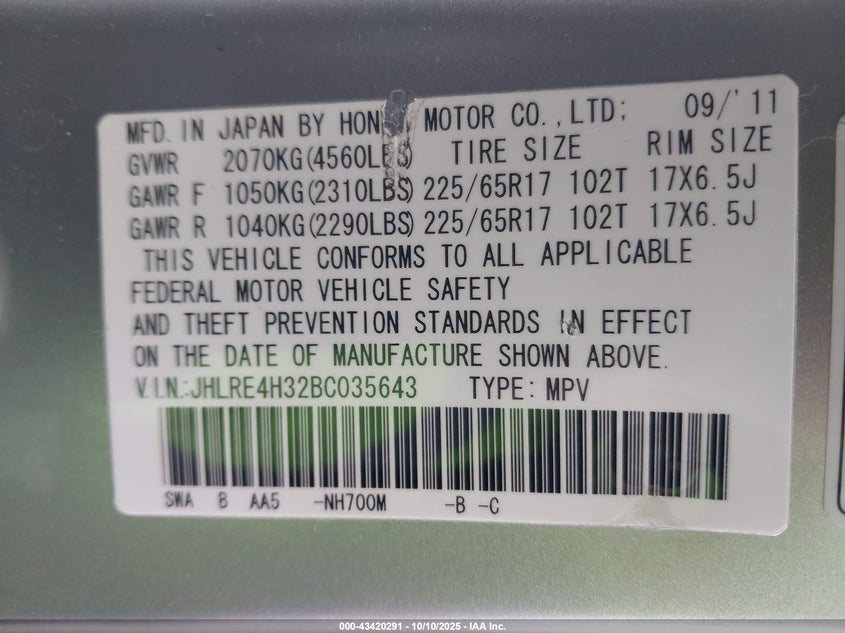 MFD. IN JAPAN BY HON MOTOR CO., LTD; 09/'11
GVWR 2070KG(4560LBS) TIRE SIZE RIM SIZE
GAWR F 1050KG(2310LBS) 225/65R17 102T 17X6.5J
GAWR R 1040KG(2290LBS) 225/65R17 102T 17X6.5J
THIS VEHICLE CONFORMS TO ALL APPLICABLE
FEDERAL MOTOR VEHICLE SAFETY
AND THEFT PREVENTION STANDARDS IN EFFECT
ON THE DATE OF MANUFACTURE SHOWN ABOVE.
V.I.N.:JHLRE4H32BC035643 TYPE: MPV
SWA B AA5 -NH700M -B -C
000-43420291 - 10/10/2025 - IAA Inc.